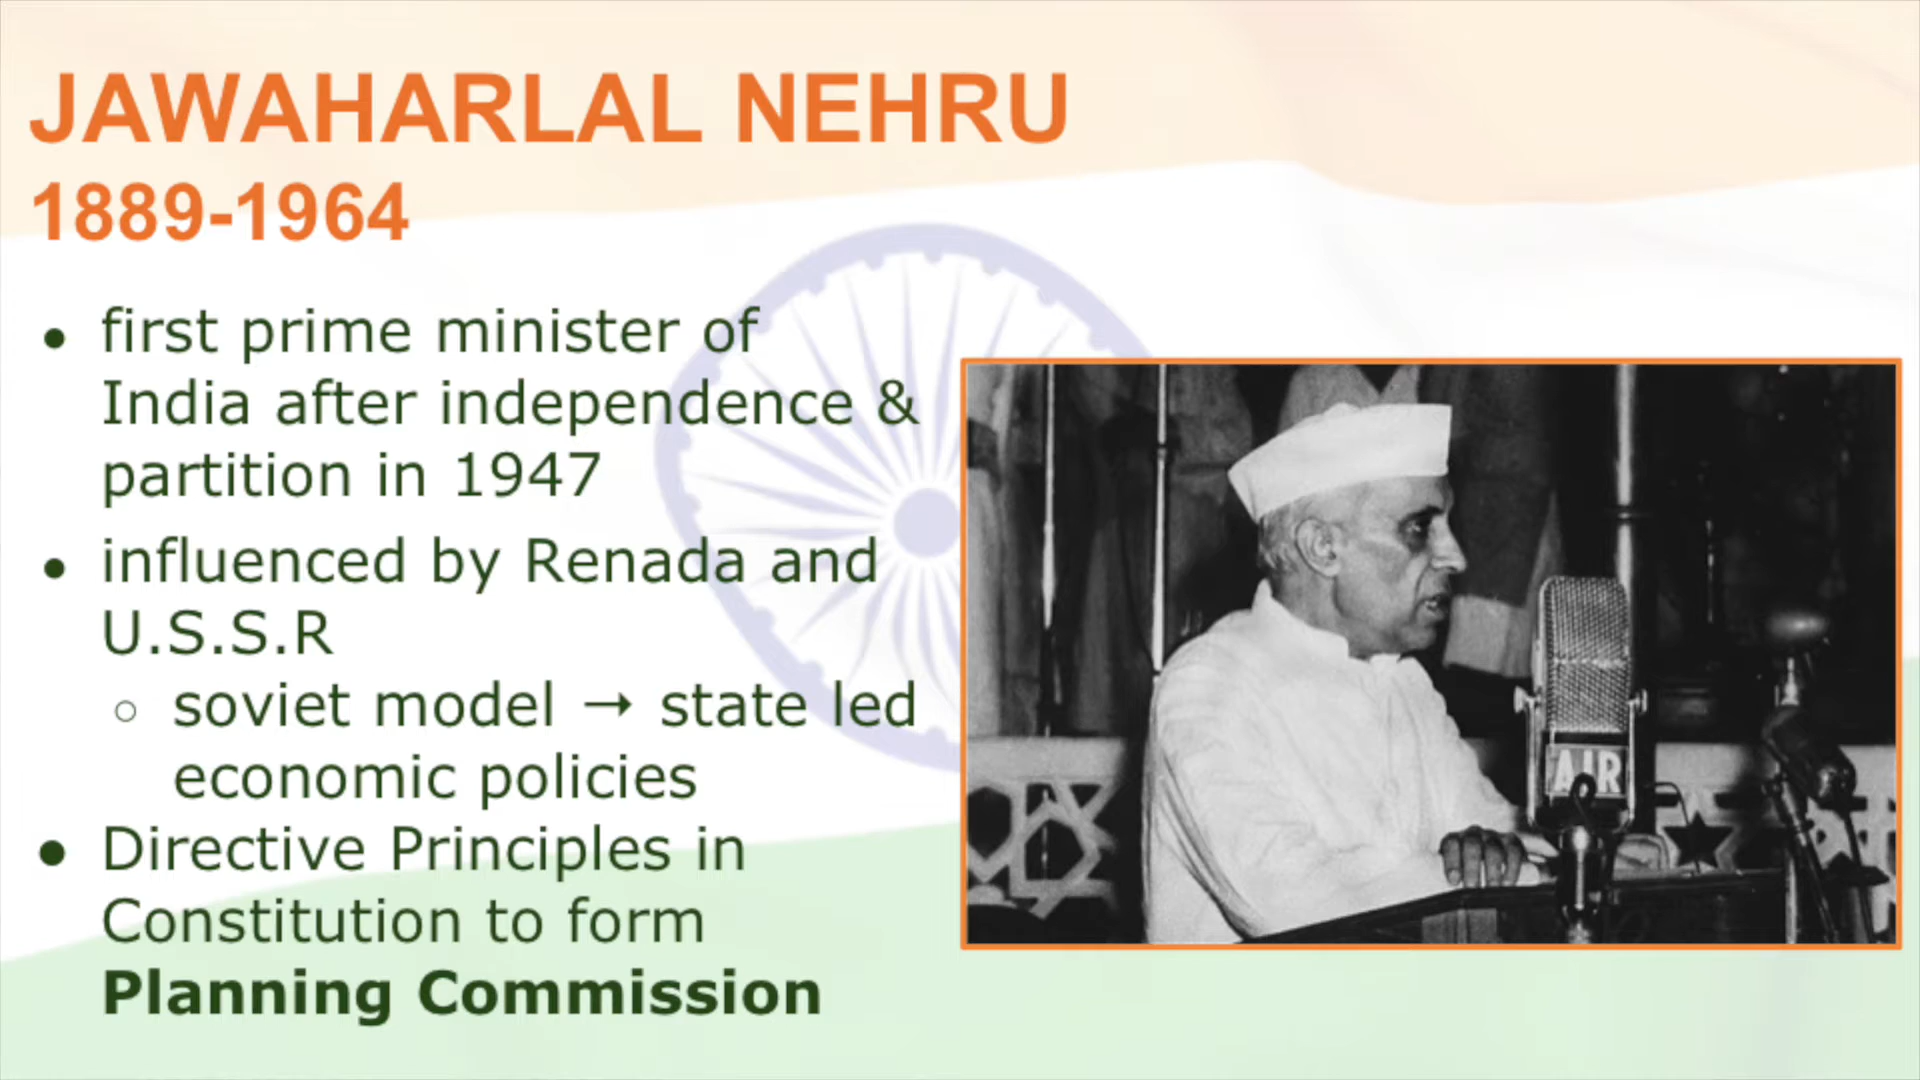 JAWAHARLAL NEHRU
1889-1964
● first prime minister of
India after independence &
partition in 1947
● influenced by Renada and
U.S.S.R
○ soviet model → state led
economic policies
● Directive Principles in
Constitution to form
Planning Commission
AIR